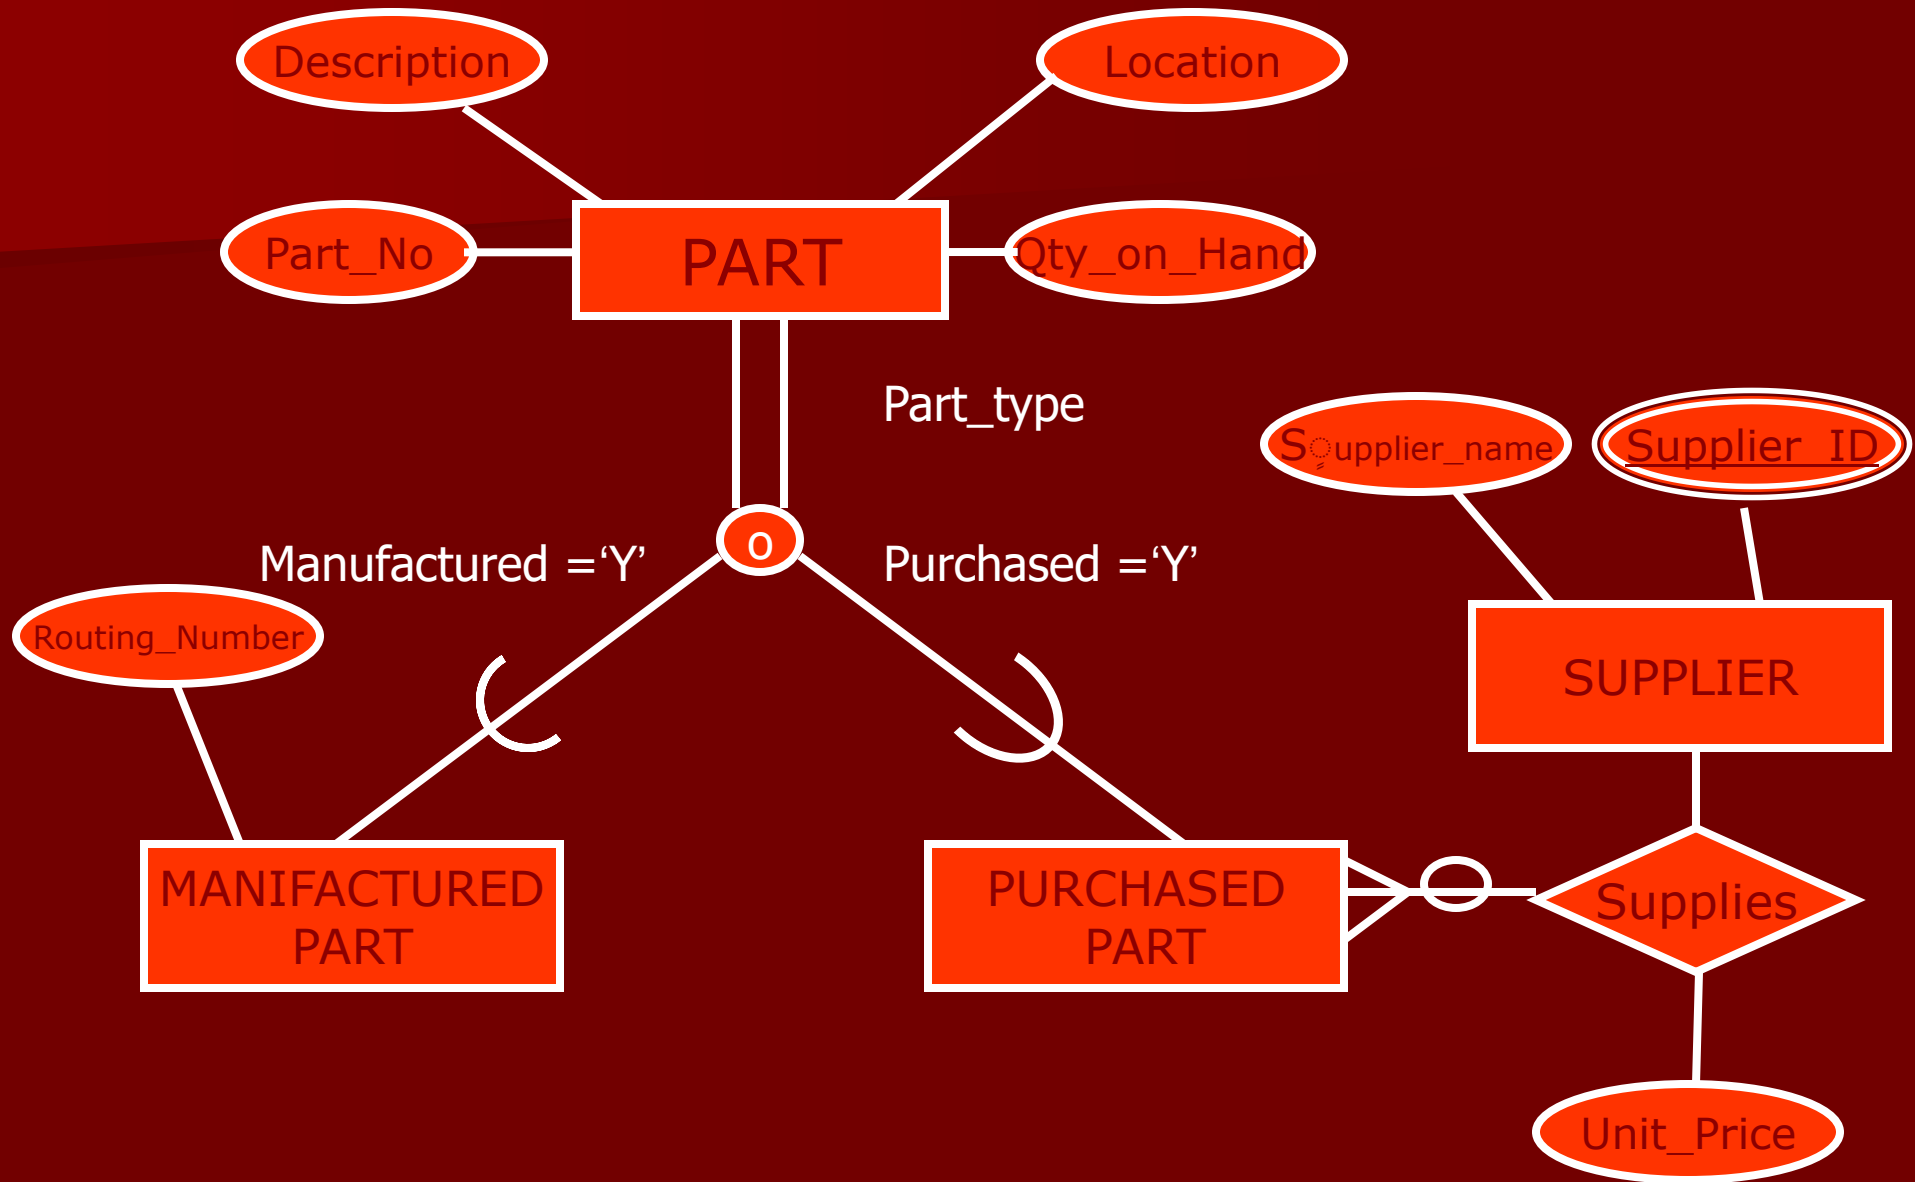 Description
Location
Part_No
PART
Qty_on_Hand
Part_type
Supplier_name
Supplier_ID
o
Manufactured =‘Y’
Purchased =‘Y’
Routing_Number
SUPPLIER
MANIFACTURED
PART
PURCHASED
PART
Supplies
Unit_Price